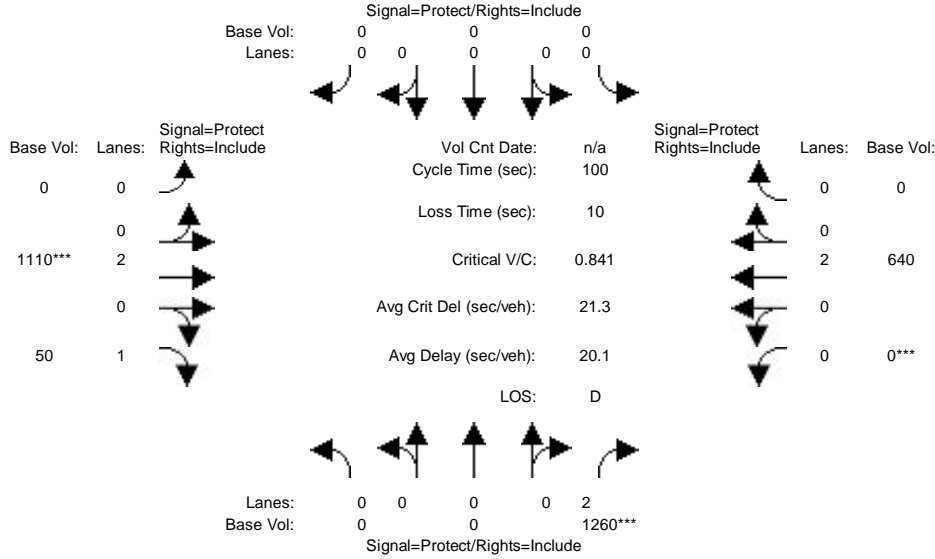 Signal=Protect/Rights=Include
Base Vol: 0 0 0
Lanes: 0 0 0 0 0
Signal=Protect Signal=Protect
Base Vol: Lanes: Rights=Include Vol Cnt Date: n/a Rights=Include Lanes: Base Vol:
Cycle Time (sec): 100
0 0 0 0
Loss Time (sec): 10
0 0
1110*** 2 Critical V/C: 0.841 2 640
0 Avg Crit Del (sec/veh): 21.3 0
50 1 Avg Delay (sec/veh): 20.1 0 0***
LOS: D
Lanes: 0 0 0 0 2
Base Vol: 0 0 1260***
Signal=Protect/Rights=Include